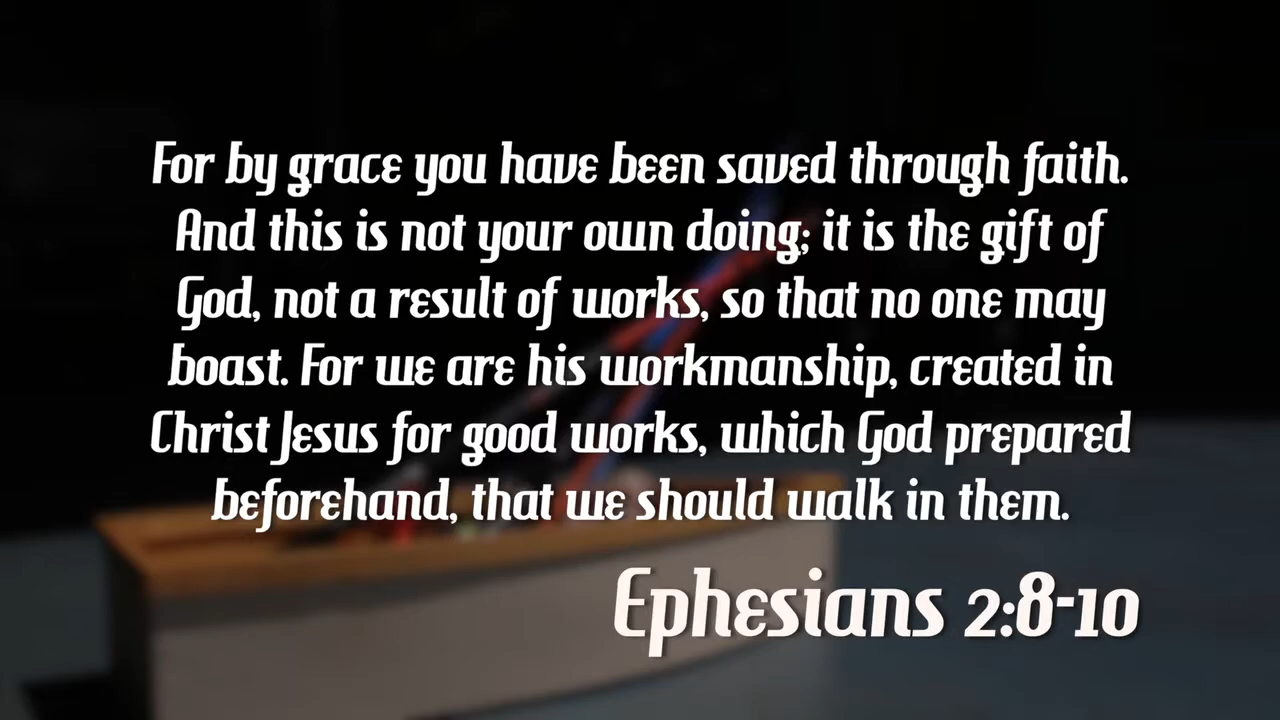 For by grace you have been saved through faith.
And this is not your own doing; it is the gift of
God, not a result of works, so that no one may
boast. For we are his workmanship, created in
Christ Jesus for good works, which God prepared
beforehand, that we should walk in them.
Ephesians 2:8-10